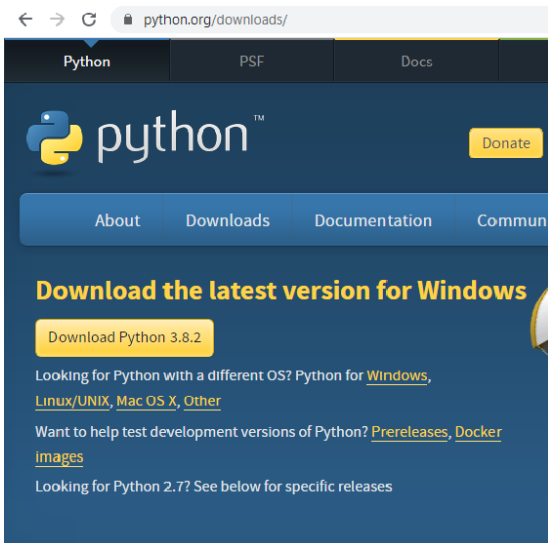 python.org/downloads/
Python PSF Docs
python™
Donate
About Downloads Documentation Commun
Download the latest version for Windows
Download Python 3.8.2
Looking for Python with a different OS? Python for Windows,
Linux/UNIX, Mac OS X, Other
Want to help test development versions of Python? Prereleases, Docker
images
Looking for Python 2.7? See below for specific releases